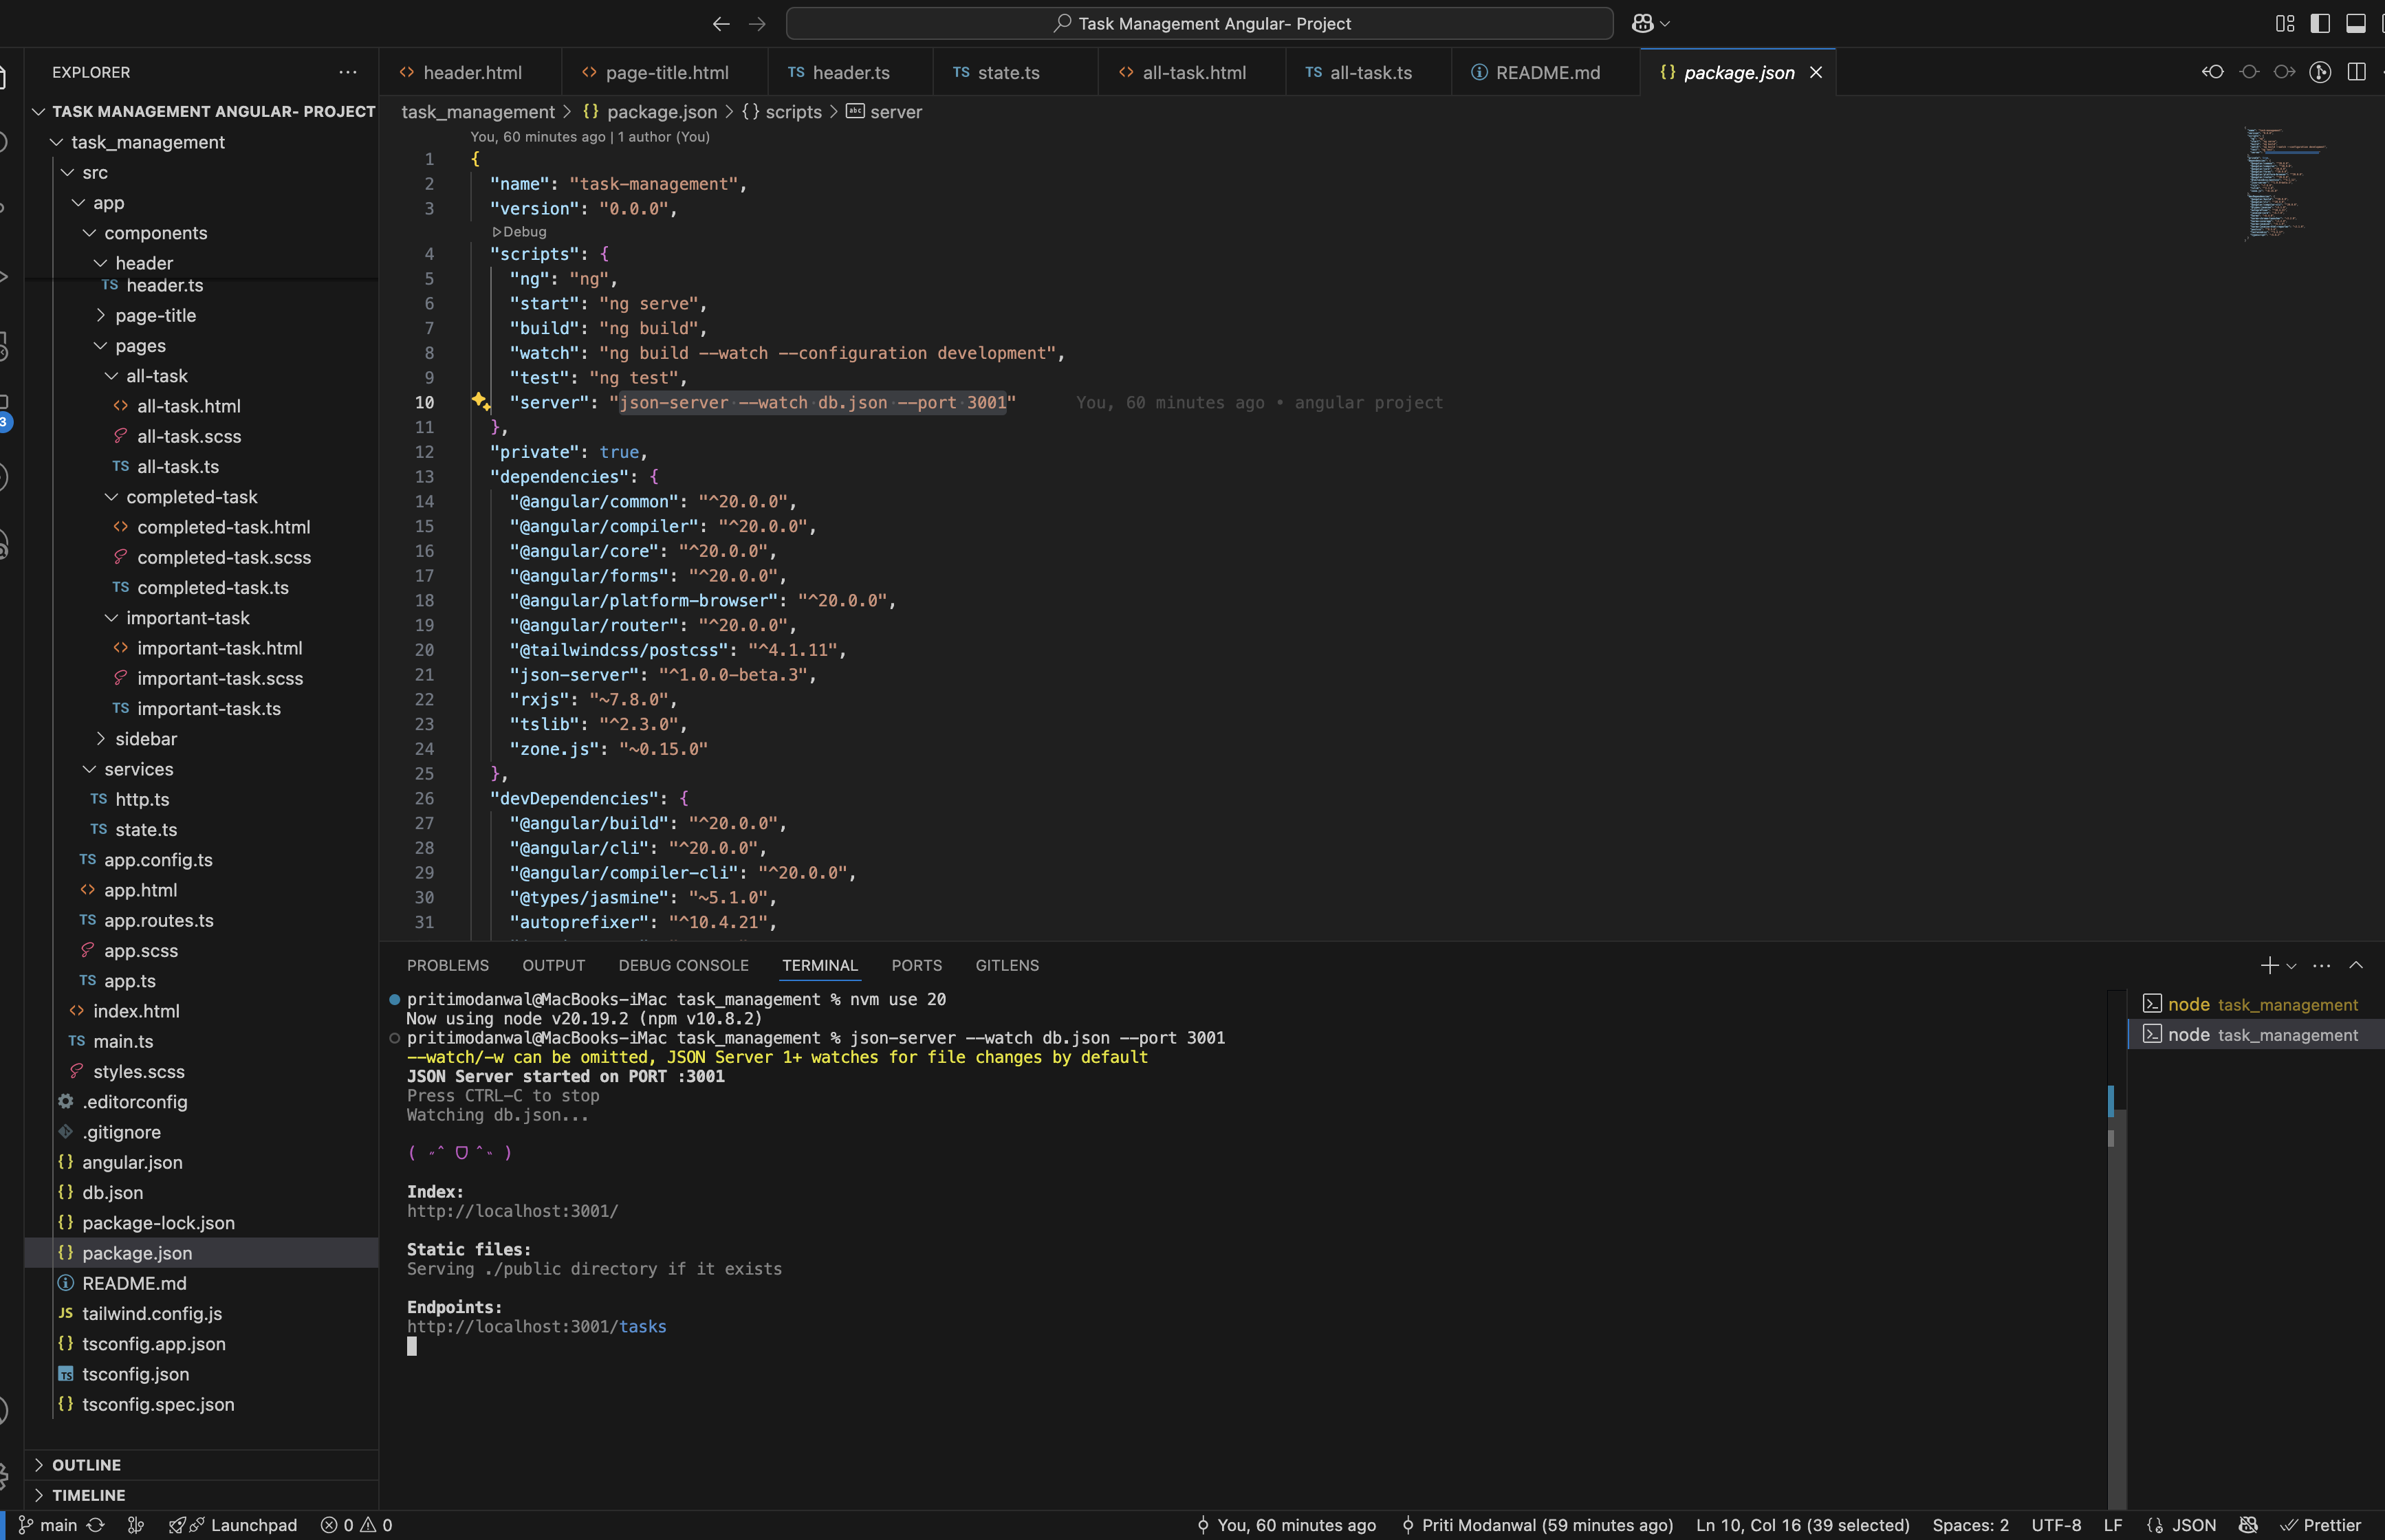 Task Management Angular- Project
EXPLORER
TASK MANAGEMENT ANGULAR- PROJECT
task_management
src
app
components
header
header.ts
page-title
pages
all-task
all-task.html
all-task.scss
all-task.ts
completed-task
completed-task.html
completed-task.scss
completed-task.ts
important-task
important-task.html
important-task.scss
important-task.ts
sidebar
services
http.ts
state.ts
app.config.ts
app.html
app.routes.ts
app.scss
app.ts
index.html
main.ts
styles.scss
.editorconfig
.gitignore
angular.json
db.json
package-lock.json
package.json
README.md
tailwind.config.js
tsconfig.app.json
tsconfig.json
tsconfig.spec.json
OUTLINE
TIMELINE
header.html page-title.html TS header.ts TS state.ts all-task.html TS all-task.ts README.md {} package.json
task_management > {} package.json > {} scripts > abc server
You, 60 minutes ago | 1 author (You)
1 {
2 "name": "task-management",
3 "version": "0.0.0",
Debug
4 "scripts": {
5 "ng": "ng",
6 "start": "ng serve",
7 "build": "ng build",
8 "watch": "ng build --watch --configuration development",
9 "test": "ng test",
10 "server": "json-server --watch db.json --port 3001" You, 60 minutes ago • angular project
11 },
12 "private": true,
13 "dependencies": {
14 "@angular/common": "^20.0.0",
15 "@angular/compiler": "^20.0.0",
16 "@angular/core": "^20.0.0",
17 "@angular/forms": "^20.0.0",
18 "@angular/platform-browser": "^20.0.0",
19 "@angular/router": "^20.0.0",
20 "@tailwindcss/postcss": "^4.1.11",
21 "json-server": "^1.0.0-beta.3",
22 "rxjs": "~7.8.0",
23 "tslib": "^2.3.0",
24 "zone.js": "~0.15.0"
25 },
26 "devDependencies": {
27 "@angular/build": "^20.0.0",
28 "@angular/cli": "^20.0.0",
29 "@angular/compiler-cli": "^20.0.0",
30 "@types/jasmine": "~5.1.0",
31 "autoprefixer": "^10.4.21",
PROBLEMS OUTPUT DEBUG CONSOLE TERMINAL PORTS GITLENS
pritimodanwal@MacBooks-iMac task_management % nvm use 20
Now using node v20.19.2 (npm v10.8.2)
pritimodanwal@MacBooks-iMac task_management % json-server --watch db.json --port 3001
--watch/-w can be omitted, JSON Server 1+ watches for file changes by default
JSON Server started on PORT :3001
Press CTRL-C to stop
Watching db.json...
( ˶ˆ ᗜ ˆ˵ )
Index:
http://localhost:3001/
Static files:
Serving ./public directory if it exists
Endpoints:
http://localhost:3001/tasks
node task_management
node task_management
main Launchpad 0 0 You, 60 minutes ago Priti Modanwal (59 minutes ago) Ln 10, Col 16 (39 selected) Spaces: 2 UTF-8 LF JSON Prettier